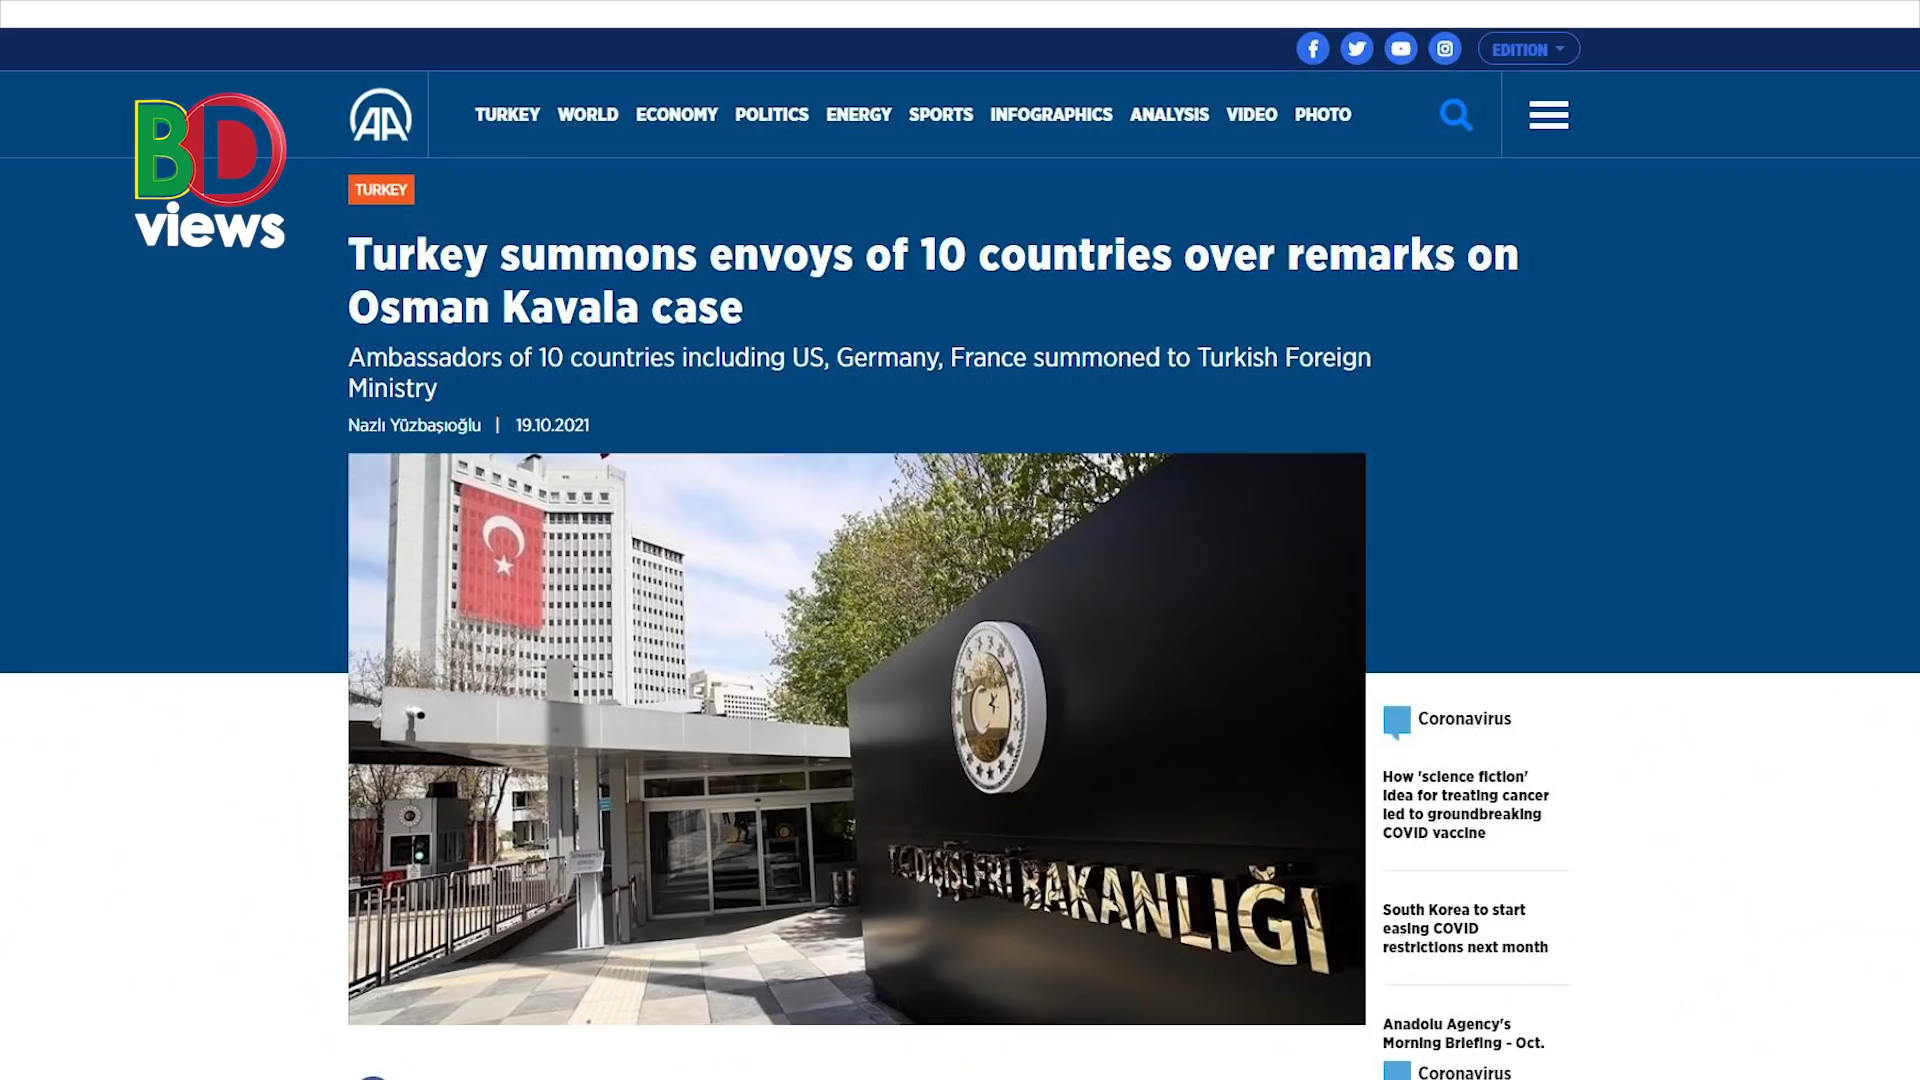 EDITION
BD
views
AA
TURKEY WORLD ECONOMY POLITICS ENERGY SPORTS INFOGRAPHICS ANALYSIS VIDEO PHOTO
TURKEY
Turkey summons envoys of 10 countries over remarks on
Osman Kavala case
Ambassadors of 10 countries including US, Germany, France summoned to Turkish Foreign
Ministry
Nazlı Yüzbaşıoğlu | 19.10.2021
T.C. DIŞİŞLERİ BAKANLIĞI
Coronavirus
How 'science fiction'
idea for treating cancer
led to groundbreaking
COVID vaccine
South Korea to start
easing COVID
restrictions next month
Anadolu Agency's
Morning Briefing - Oct.
Coronavirus